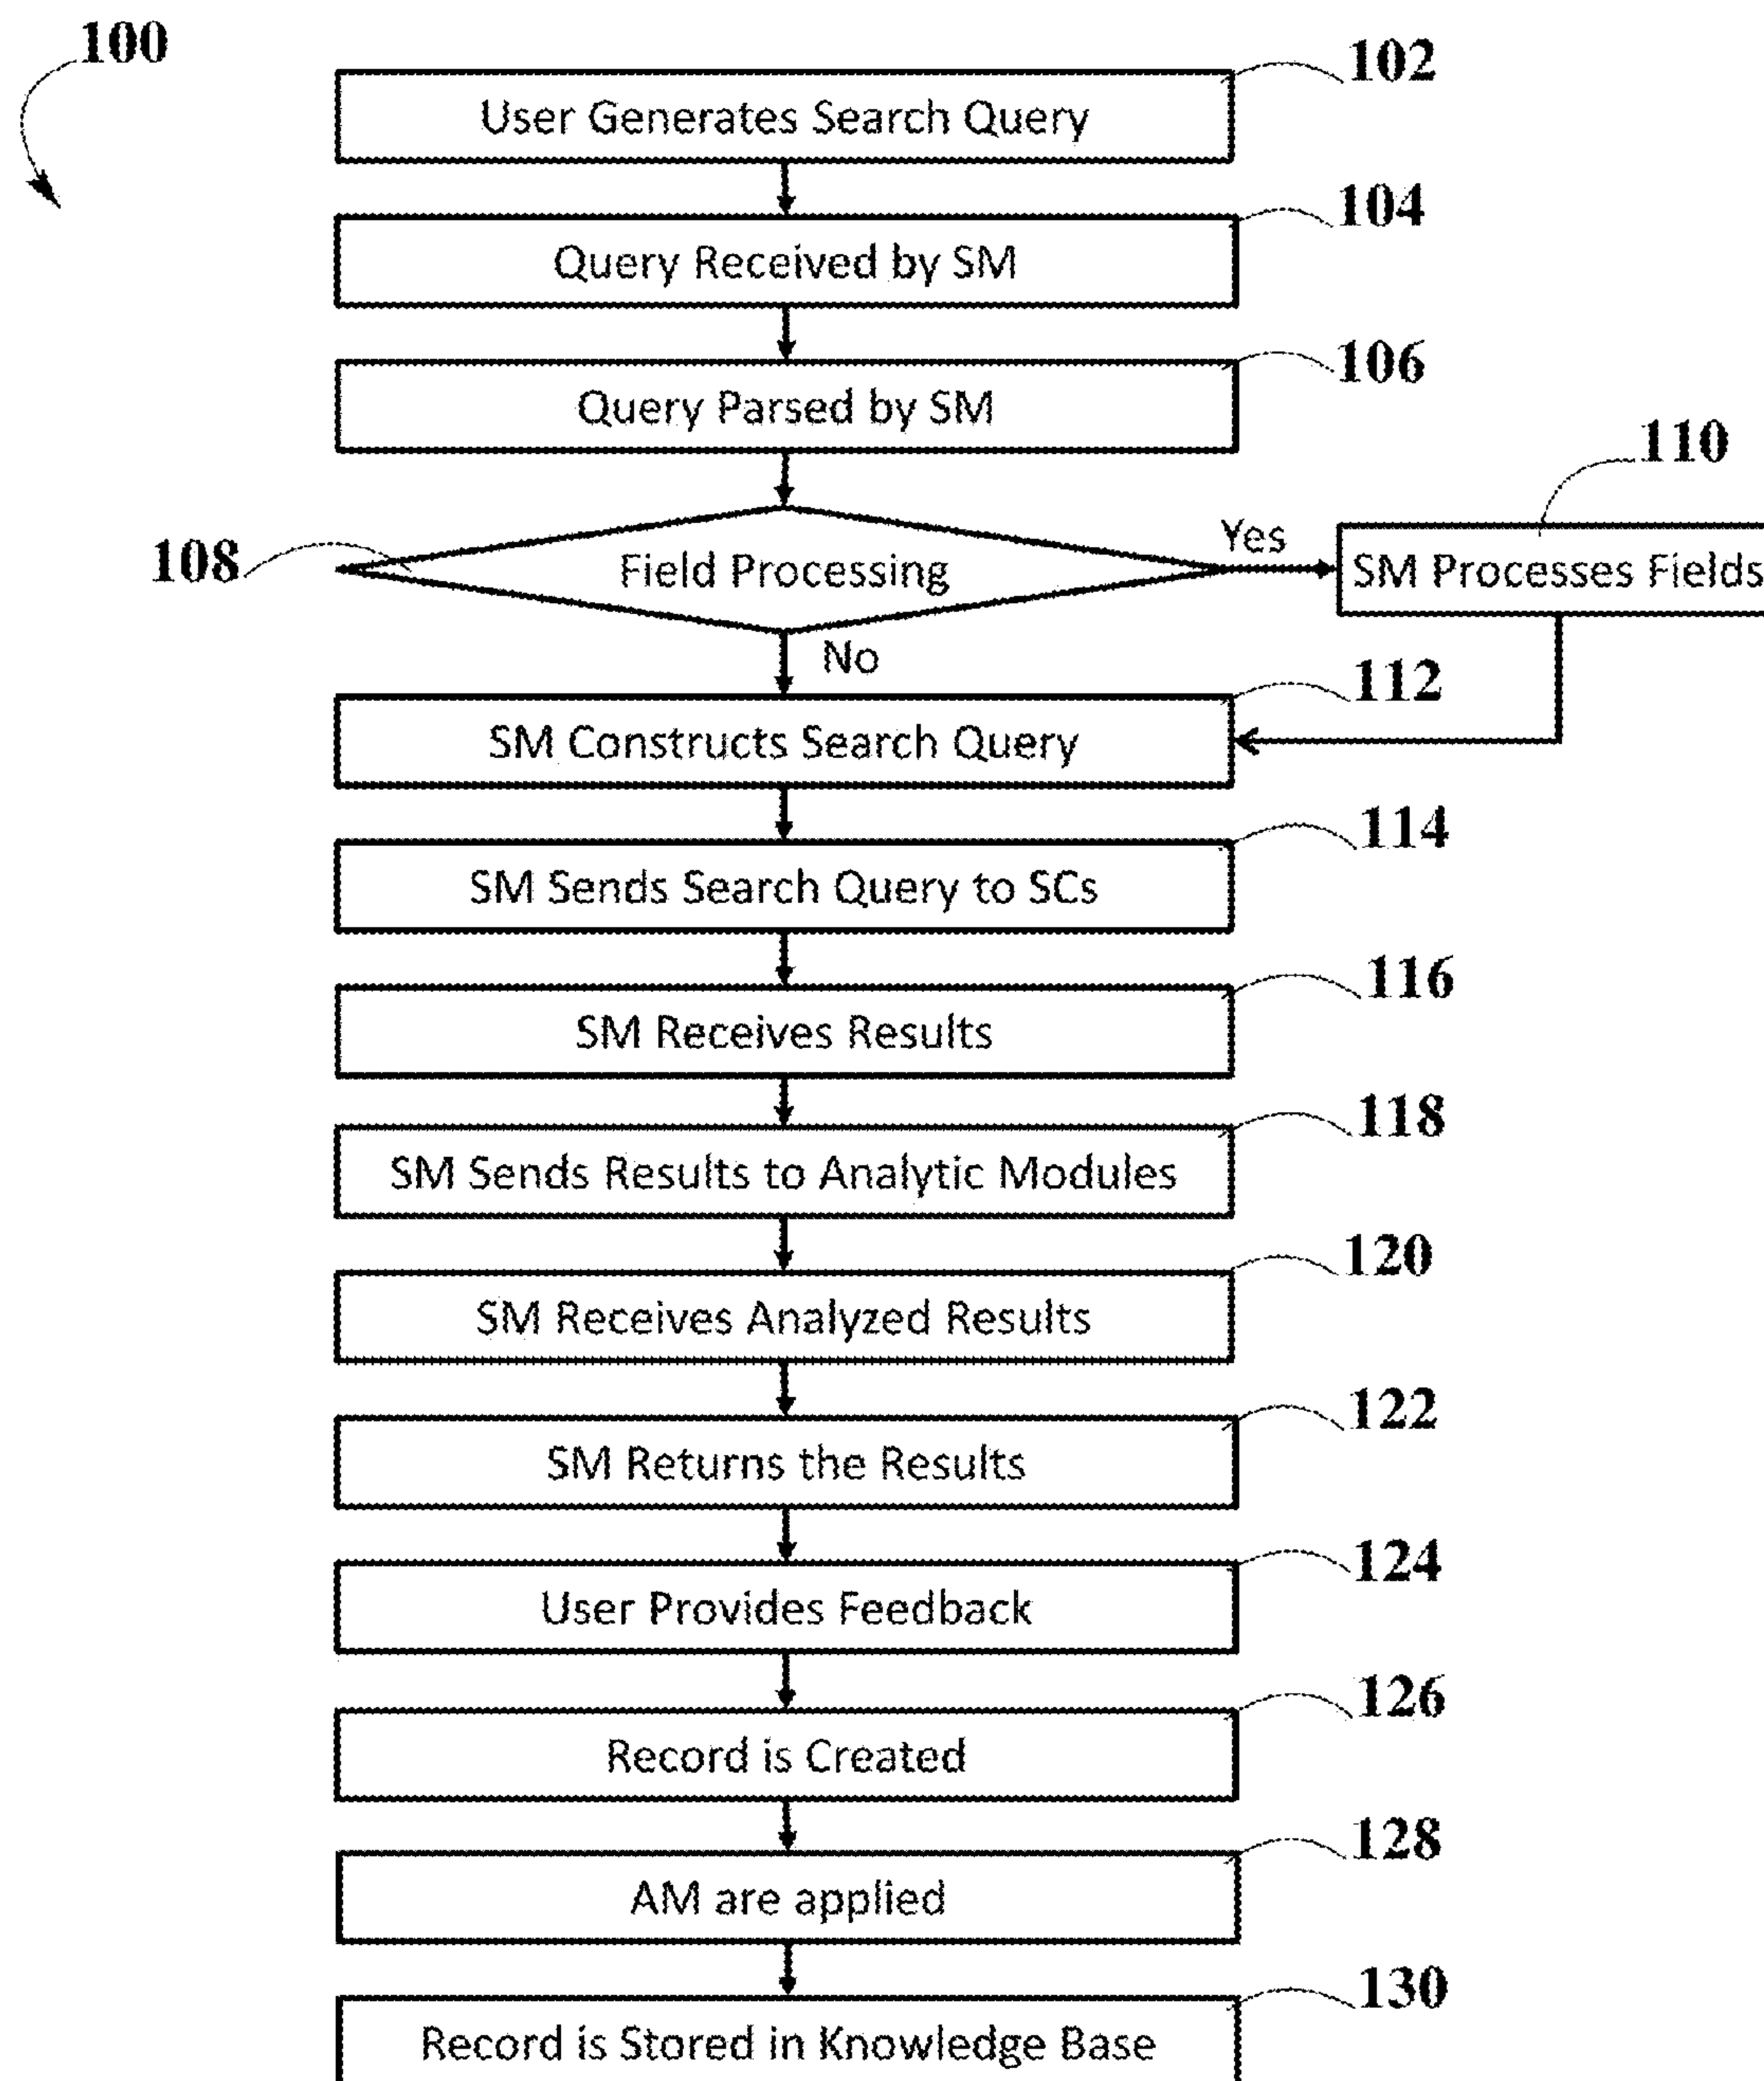 100
102
User Generates Search Query
104
Query Received by SM
106
Query Parsed by SM
110
108
Field Processing
Yes
SM Processes Fields
No
112
SM Constructs Search Query
114
SM Sends Search Query to SCs
116
SM Receives Results
118
SM Sends Results to Analytic Modules
120
SM Receives Analyzed Results
122
SM Returns the Results
124
User Provides Feedback
126
Record is Created
128
AM are applied
130
Record is Stored in Knowledge Base